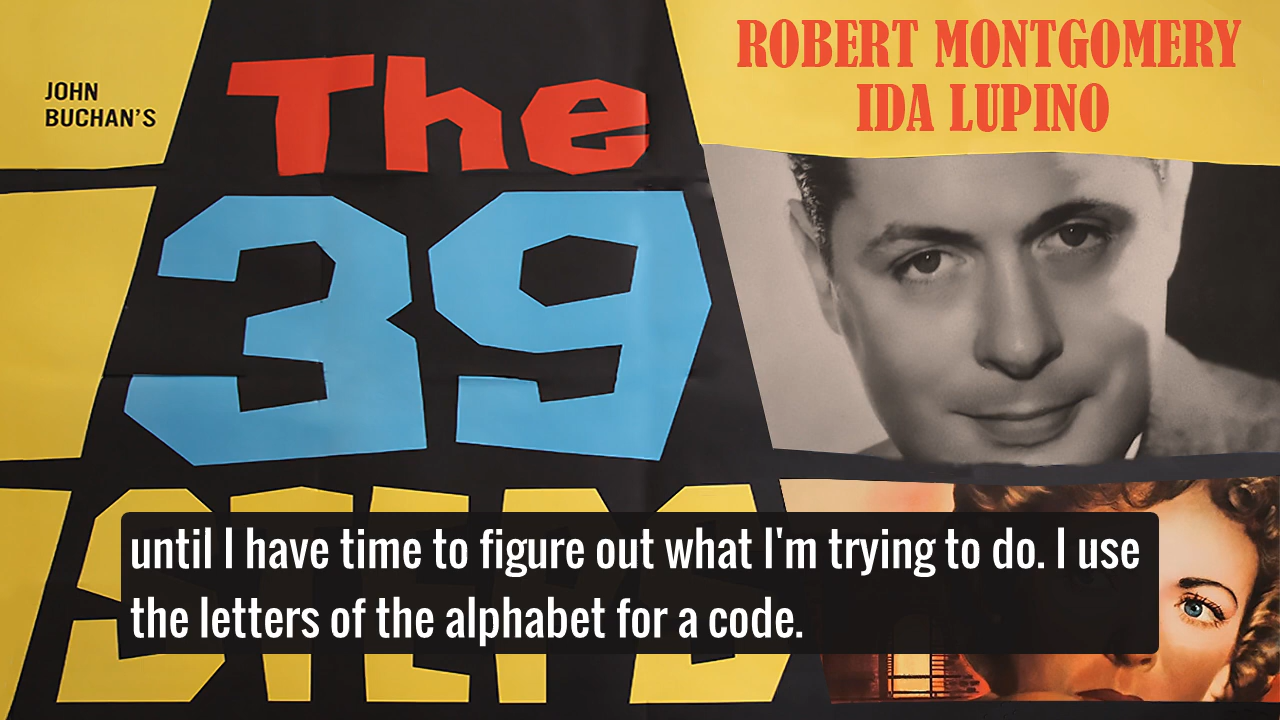 JOHN
BUCHAN'S
The
39
STEPS
ROBERT MONTGOMERY
IDA LUPINO
until I have time to figure out what I'm trying to do. I use
the letters of the alphabet for a code.